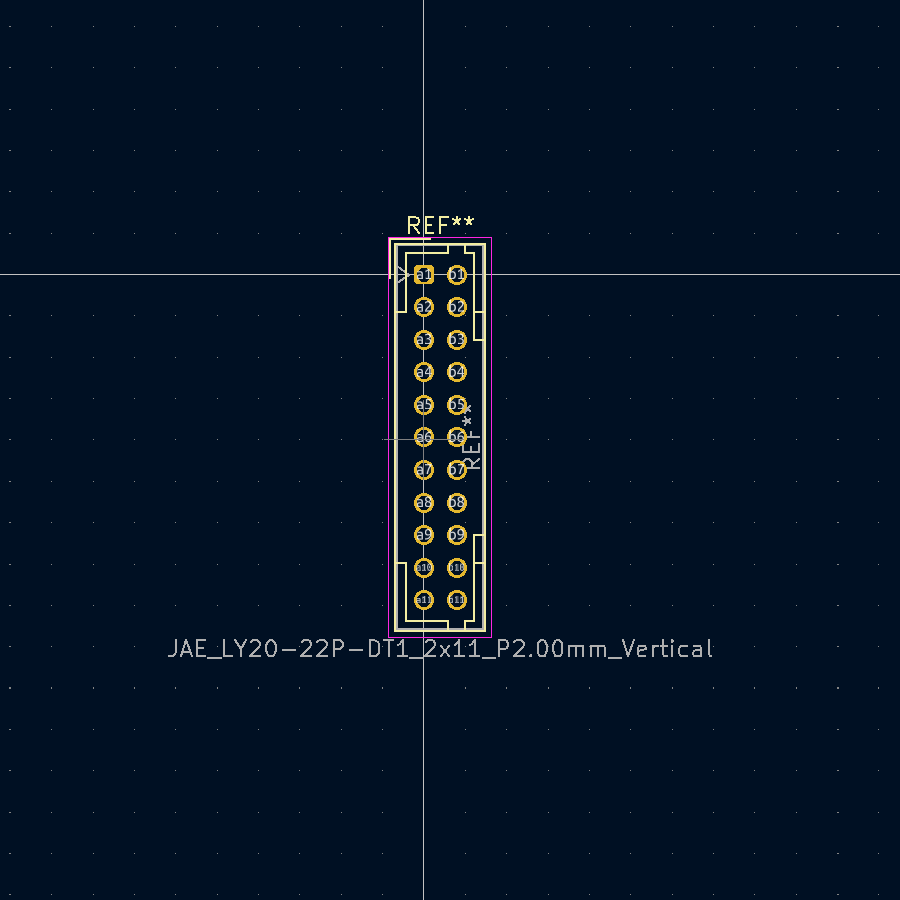 REF**
a1 b1
a2 b2
a3 b3
a4 b4
a5 b5
a6 b6
a7 b7
a8 b8
a9 b9
a10 b10
a11 b11
REF**
JAE_LY20-22P-DT1_2x11_P2.00mm_Vertical